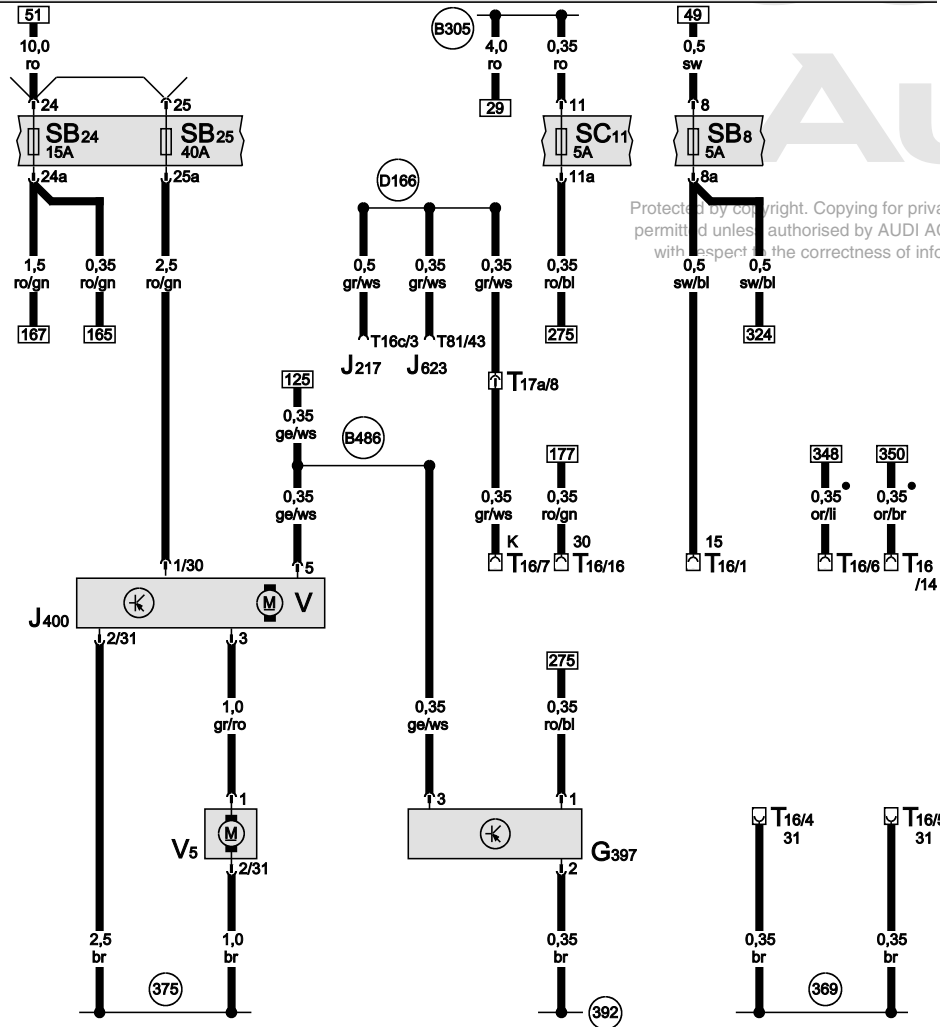 51
B305
49
10,0
ro
4,0
ro
0,35
ro
0,5
sw
Au
24
25
29
11
8
SB24
15A
SB25
40A
SC11
5A
SB8
5A
24a
25a
D166
11a
8a
Protected by copyright. Copying for priva
permitted unless authorised by AUDI AG
with respect to the correctness of info
1,5
ro/gn
0,35
ro/gn
2,5
ro/gn
0,5
gr/ws
0,35
gr/ws
0,35
gr/ws
0,35
ro/bl
0,5
sw/bl
0,5
sw/bl
167
165
275
324
T16c/3
T81/43
J217
J623
125
T17a/8
0,35
ge/ws
B486
177
348
350
0,35
ge/ws
0,35
gr/ws
0,35
ro/gn
0,35
or/li
0,35
or/br
K
30
15
1/30
5
T16/7
T16/16
T16/1
T16/6
T16
/14
J400
M
V
2/31
3
275
1,0
gr/ro
0,35
ge/ws
0,35
ro/bl
1
3
1
T16/4
31
T16/5
31
V5
M
G397
2/31
2
2,5
br
1,0
br
0,35
br
0,35
br
0,35
br
375
392
369